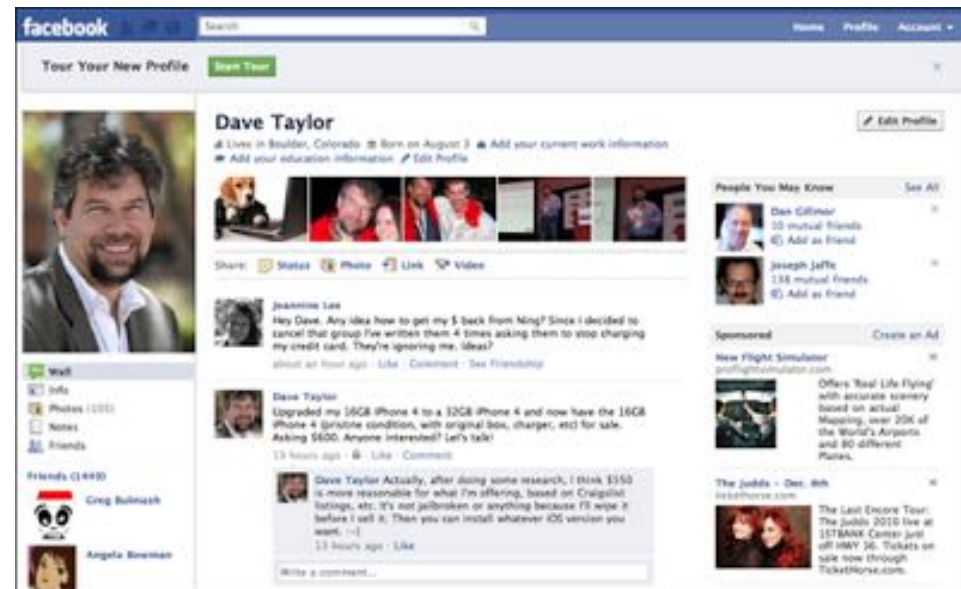 facebook
Search
Home Profile Account
Tour Your New Profile Start Tour
Dave Taylor
Edit Profile
Lives in Boulder, Colorado Born on August 3 Add your current work information
Add your education information Edit Profile
Share: Status Photo Link Video
Jeannine Lee
Hey Dave. Any idea how to get my $ back from Ning? Since I decided to
cancel that group I've written them 4 times asking them to stop charging
my credit card. They're ignoring me. Ideas?
about an hour ago · Like · Comment · See Friendship
Dave Taylor
Upgraded my 16GB iPhone 4 to a 32GB iPhone 4 and now have the 16GB
iPhone 4 (pristine condition, with original box, charger, etc) for sale.
Asking $600. Anyone interested? Let's talk!
13 hours ago · Like · Comment
Dave Taylor Actually, after doing some research, I think $550
is more reasonable for what I'm offering, based on Craigslist
listings, etc. It's not jailbroken or anything because I'll wipe it
before I sell it. Then you can install whatever iOS version you
want. :-)
13 hours ago · Like
Write a comment...
Wall
Info
Photos (105)
Notes
Friends
Friends (1449)
Greg Bulmash
Angela Bowman
People You May Know See All
Dan Gillmor
10 mutual friends
Add as Friend
Joseph Jaffe
138 mutual friends
Add as Friend
Sponsored Create an Ad
New Flight Simulator
proflightsimulator.com
Offers 'Real Life Flying'
with accurate scenery
based on actual
Mapping, over 20K of
the World's Airports
and 80 different
Planes.
The Judds - Dec. 8th
tickethorse.com
The Last Encore Tour:
The Judds 2010 live at
1STBANK Center just
off HWY 36. Tickets on
sale now through
TicketHorse.com.